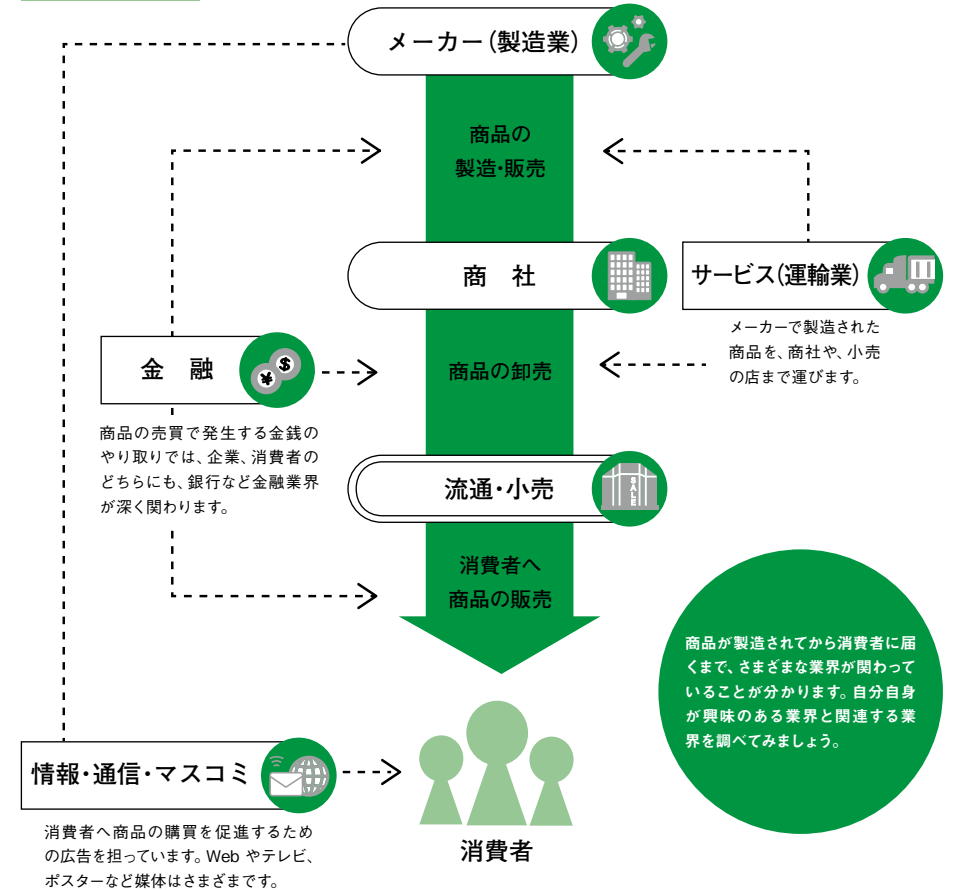 メーカー(製造業)
商品の
製造・販売
商 社
サービス(運輸業)
メーカーで製造された
商品を、商社や、小売
の店まで運びます。
金 融
¥
$
商品の卸売
商品の売買で発生する金銭の
やり取りでは、企業、消費者の
どちらにも、銀行など金融業界
が深く関わります。
流通・小売
SALE
消費者へ
商品の販売
商品が製造されてから消費者に届
くまで、さまざまな業界が関わって
いることが分かります。自分自身
が興味のある業界と関連する業
界を調べてみましょう。
情報・通信・マスコミ
消費者へ商品の購買を促進するため
の広告を担っています。Web やテレビ、
ポスターなど媒体はさまざまです。
消費者